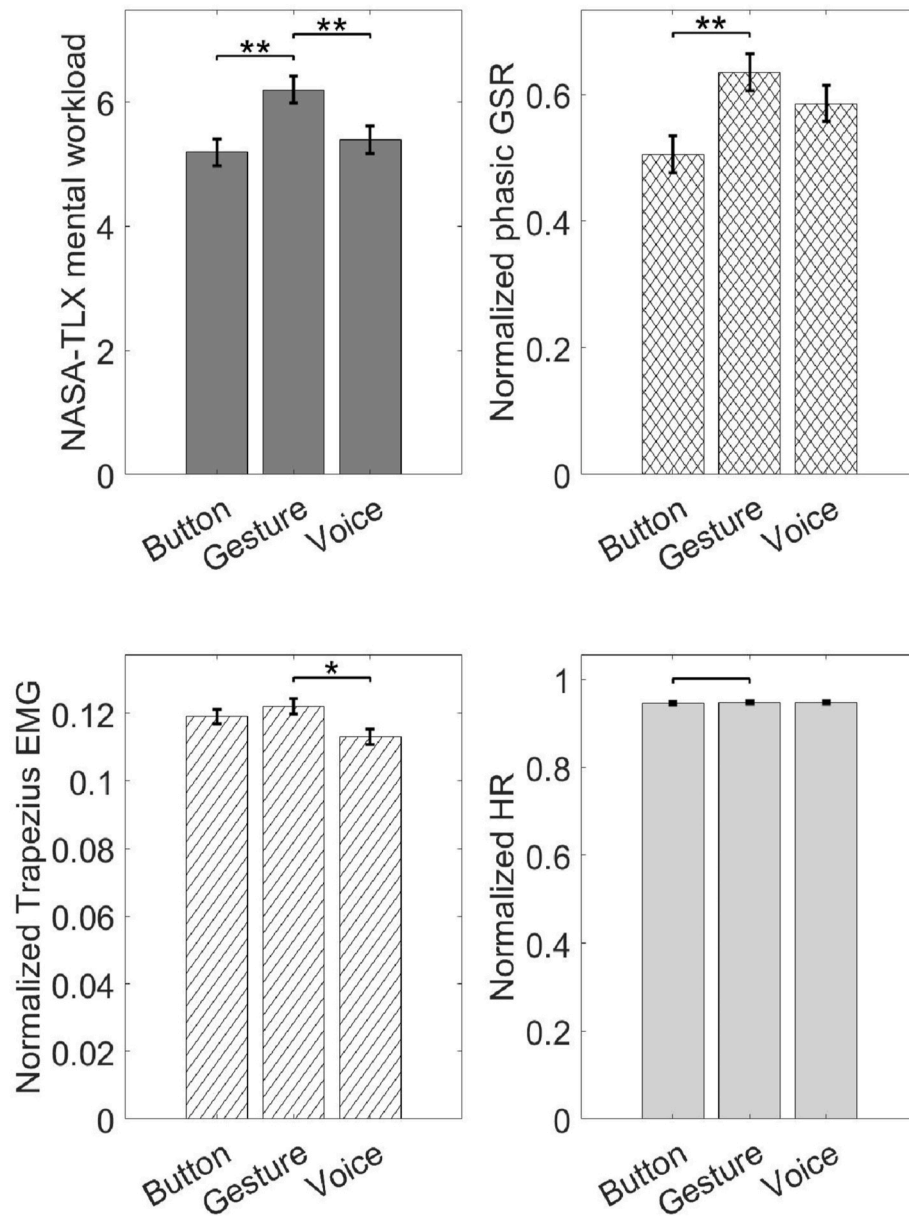 NASA-TLX mental workload
6
4
2
0
**
**
Button
Gesture
Voice
Normalized phasic GSR
0.6
0.4
0.2
0
**
Button
Gesture
Voice
Normalized Trapezius EMG
0.12
0.1
0.08
0.06
0.04
0.02
0
*
Button
Gesture
Voice
Normalized HR
1
0.8
0.6
0.4
0.2
0
Button
Gesture
Voice